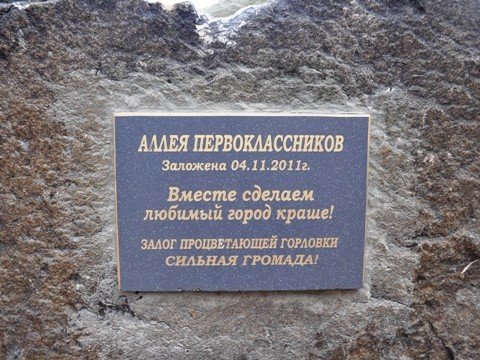 АЛЛЕЯ ПЕРВОКЛАССНИКОВ
Заложена 04.11.2011г.
Вместе сделаем
любимый город краше!
ЗАЛОГ ПРОЦВЕТАЮЩЕЙ ГОРЛОВКИ
СИЛЬНАЯ ГРОМАДА!